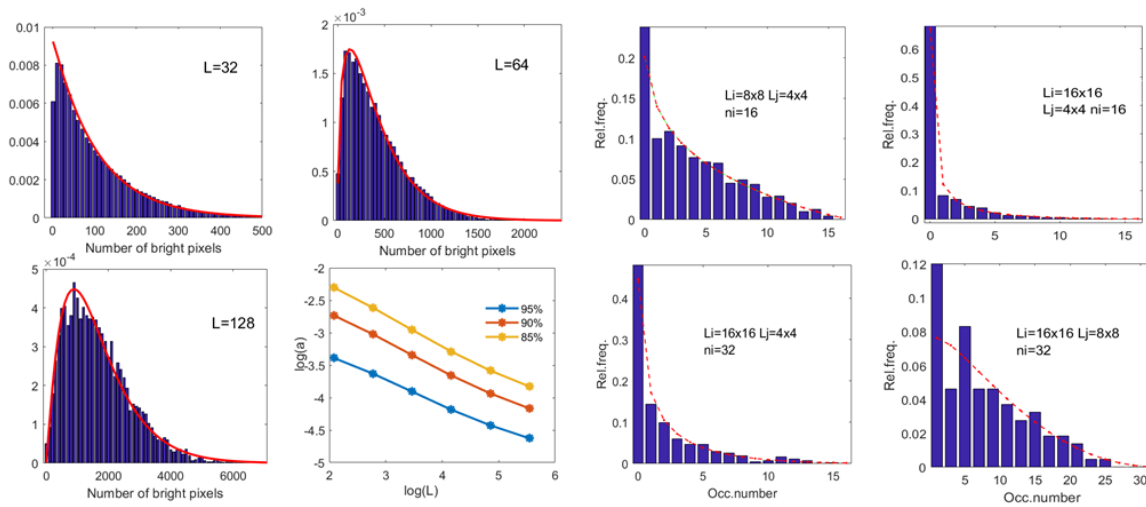 0.01
0.008
0.006
0.004
0.002
0
0 100 200 300 400 500
Number of bright pixels
L=32
×10⁻³
2
1.5
1
0.5
0
0 500 1000 1500 2000
Number of bright pixels
L=64
0.2
0.15
0.1
0.05
0
0 5 10 15
Rel.freq.
Li=8x8 Lj=4x4
ni=16
0.6
0.5
0.4
0.3
0.2
0.1
0
0 5 10 15
Rel.freq.
Li=16x16
Lj=4x4 ni=16
5 ×10⁻⁴
4
3
2
1
0
0 2000 4000 6000
Number of bright pixels
L=128
-2
-2.5
-3
-3.5
-4
-4.5
-5
2 3 4 5 6
log(L)
log(a)
95%
90%
85%
0.4
0.3
0.2
0.1
0
0 5 10 15
Occ.number
Rel.freq.
Li=16x16 Lj=4x4
ni=32
0.12
0.1
0.08
0.06
0.04
0.02
0
5 10 15 20 25 30
Occ.number
Rel.freq.
Li=16x16 Lj=8x8
ni=32